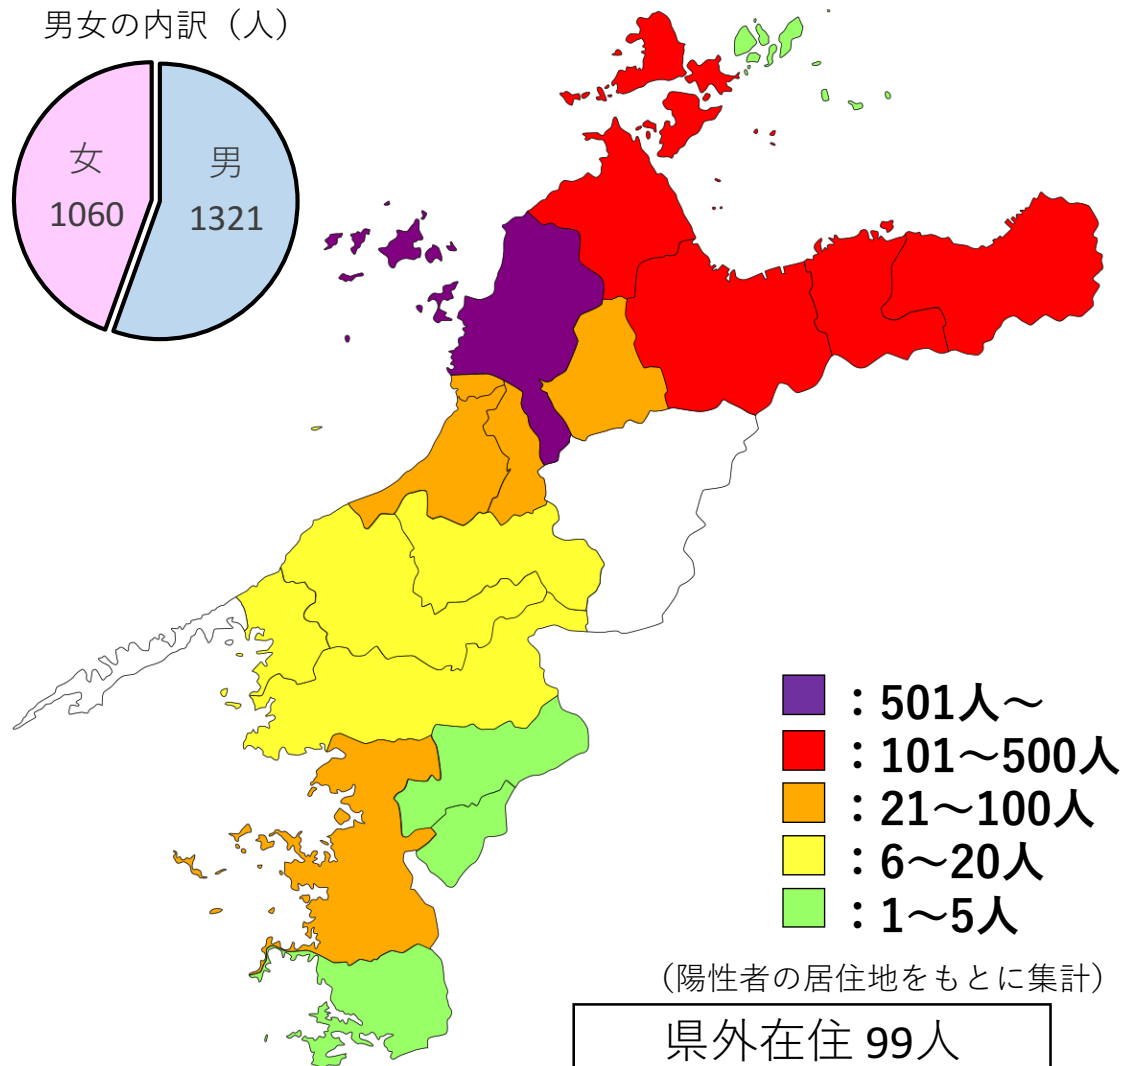 男女の内訳（人）
女
1060
男
1321
：501人～
：101～500人
：21～100人
：6～20人
：1～5人
（陽性者の居住地をもとに集計）
県外在住 99人